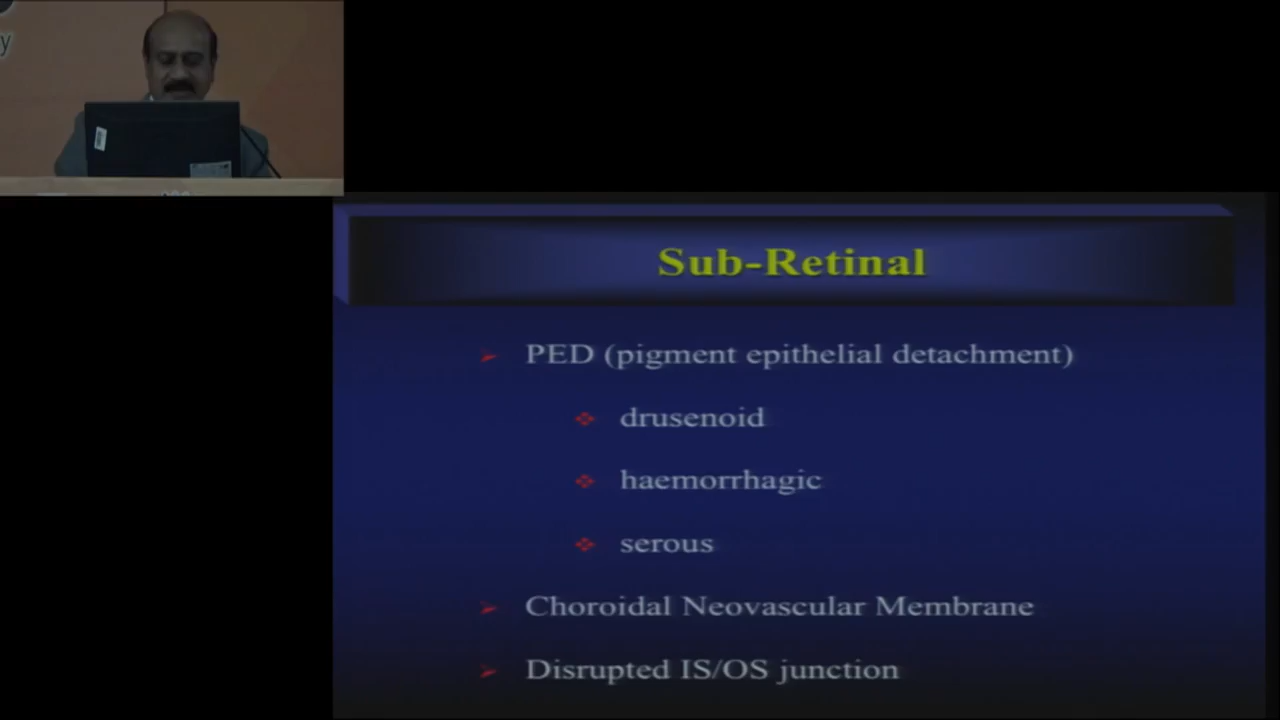 Sub-Retinal
PED (pigment epithelial detachment)
drusenoid
haemorrhagic
serous
Choroidal Neovascular Membrane
Disrupted IS/OS junction